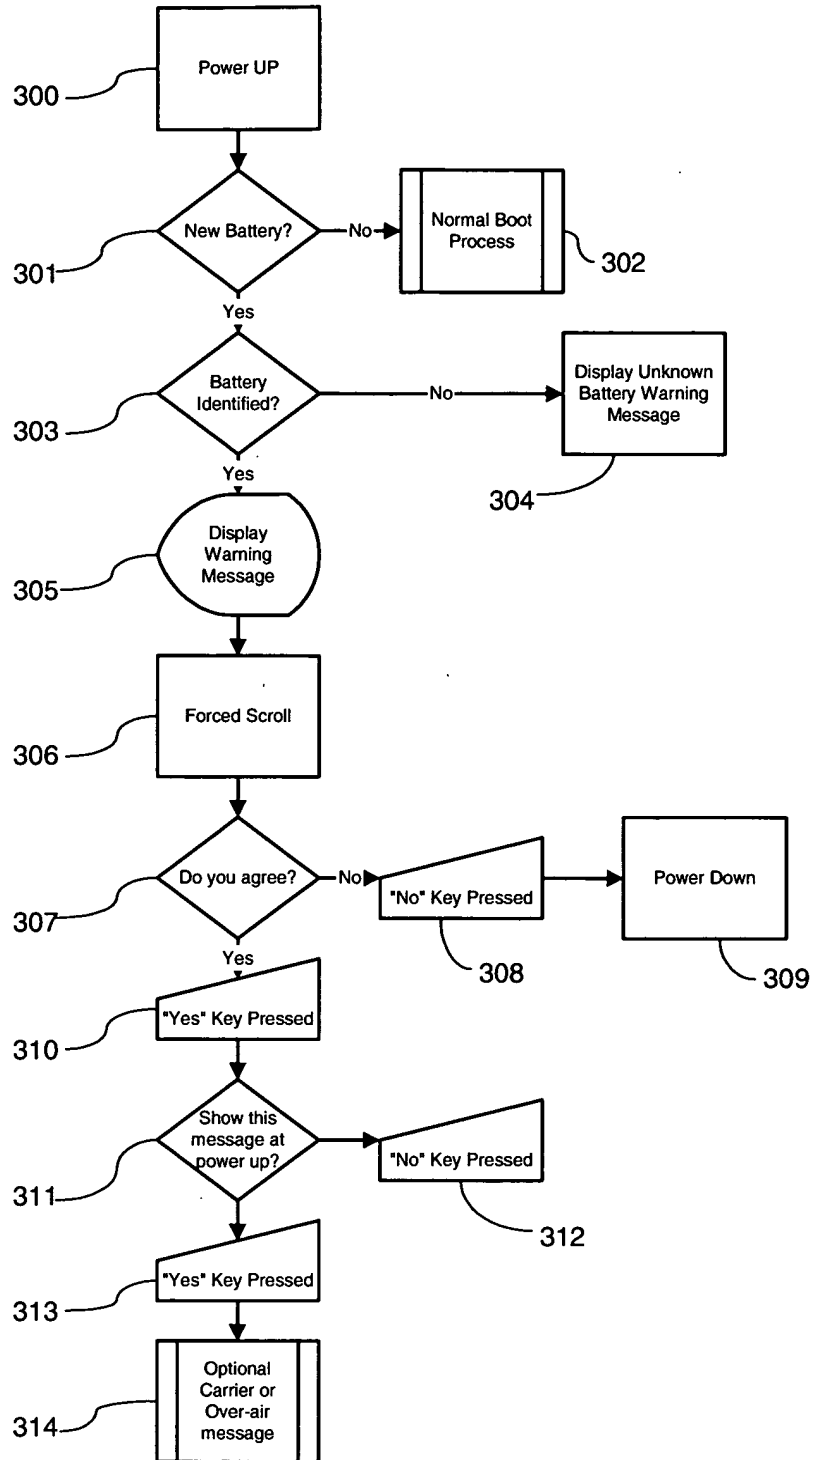 Power UP
300
New Battery?
No
Normal Boot
Process
301
302
Yes
Battery
Identified?
No
Display Unknown
Battery Warning
Message
303
304
Yes
Display
Warning
Message
305
Forced Scroll
306
Do you agree?
No
"No" Key Pressed
Power Down
307
308
309
Yes
"Yes" Key Pressed
310
Show this
message at
power up?
"No" Key Pressed
311
312
"Yes" Key Pressed
313
Optional
Carrier or
Over-air
message
314